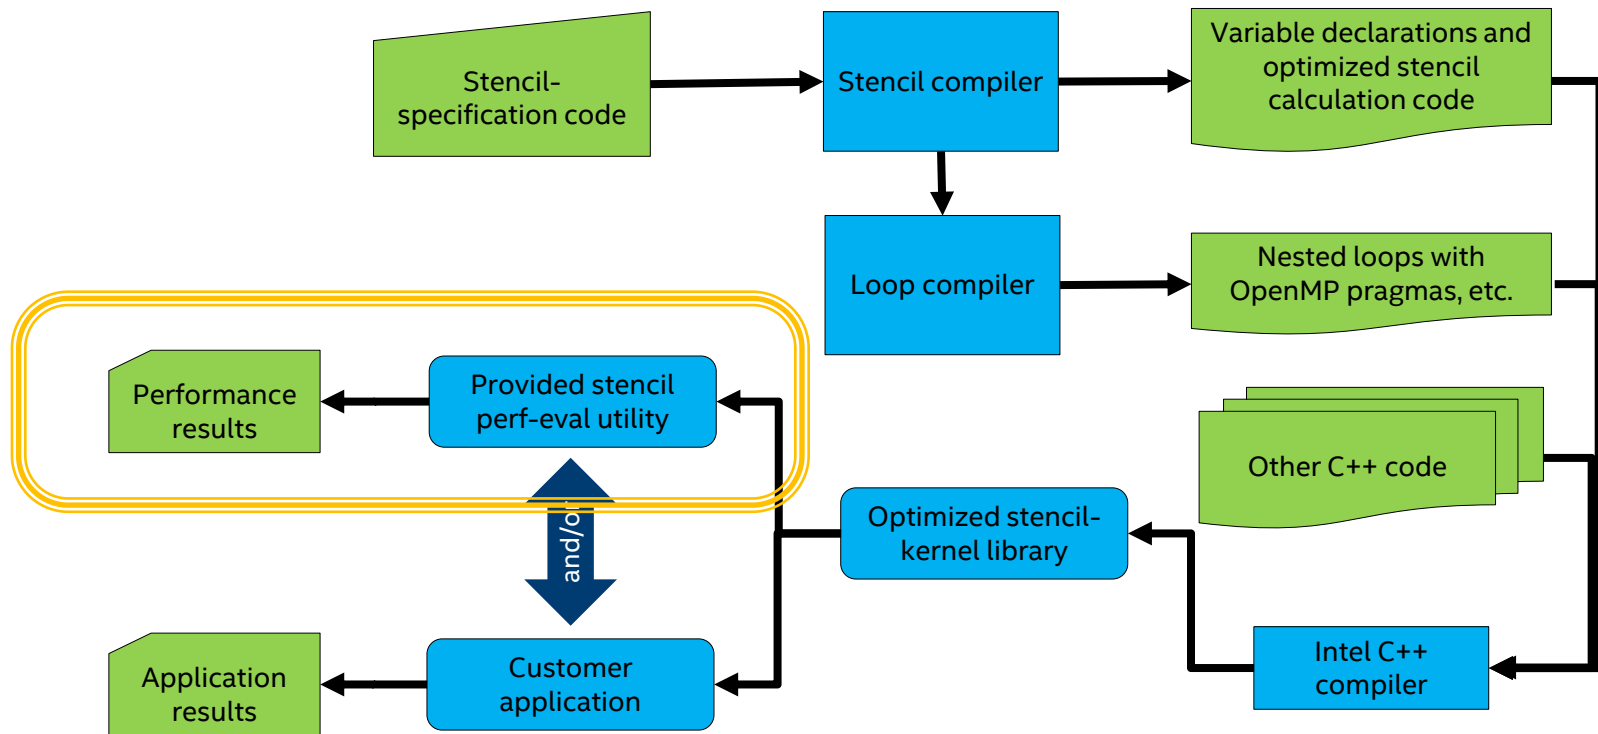 Stencil-
specification code
Stencil compiler
Variable declarations and
optimized stencil
calculation code
Loop compiler
Nested loops with
OpenMP pragmas, etc.
Performance
results
Provided stencil
perf-eval utility
Other C++ code
and/or
Optimized stencil-
kernel library
Application
results
Customer
application
Intel C++
compiler